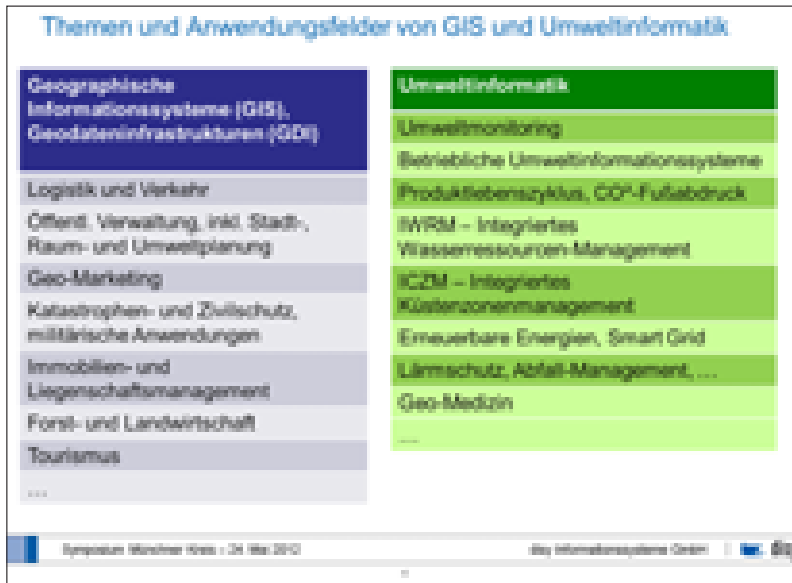 Themen und Anwendungsfelder von GIS und Umweltinformatik
Geographische
Informationssysteme (GIS),
Geodateninfrastrukturen (GDI)
Logistik und Verkehr
Öffentl. Verwaltung, inkl. Stadt-,
Raum- und Umweltplanung
Geo-Marketing
Katastrophen- und Zivilschutz,
militärische Anwendungen
Immobilien- und
Liegenschaftsmanagement
Forst- und Landwirtschaft
Tourismus
...
Umweltinformatik
Umweltmonitoring
Betriebliche Umweltinformationssysteme
Produktlebenszyklus, CO²-Fußabdruck
IWRM – Integriertes
Wasserressourcen-Management
ICZM – Integriertes
Küstenzonenmanagement
Erneuerbare Energien, Smart Grid
Lärmschutz, Abfall-Management, ...
Geo-Medizin
...
Symposium Münchner Kreis - 24 Mai 2012
disy Informationssysteme GmbH